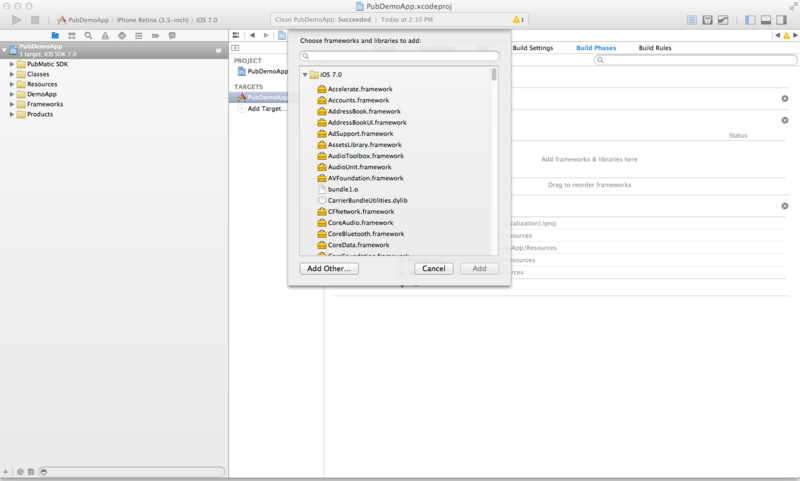 PubDemoApp.xcodeproj
PubDemoApp 〉 iPhone Retina (3.5-inch) 〉 iOS 7.0
Clean PubDemoApp: Succeeded | Today at 2:10 PM
1
PubDemoApp
1 target, iOS SDK 7.0
M
PubMatic SDK
Classes
Resources
DemoApp
Frameworks
Products
PROJECT
PubDemoApp
TARGETS
PubDemoApp
Add Target...
Choose frameworks and libraries to add:
iOS 7.0
Accelerate.framework
Accounts.framework
AddressBook.framework
AddressBookUI.framework
AdSupport.framework
AssetsLibrary.framework
AudioToolbox.framework
AudioUnit.framework
AVFoundation.framework
bundle1.o
CarrierBundleUtilities.dylib
CFNetwork.framework
CoreAudio.framework
CoreBluetooth.framework
CoreData.framework
CoreFoundation.framework
Add Other...
Cancel
Add
Build Settings
Build Phases
Build Rules
Status
Add frameworks & libraries here
Drag to reorder frameworks
calization).lproj
sources
App/Resources
sources
urces